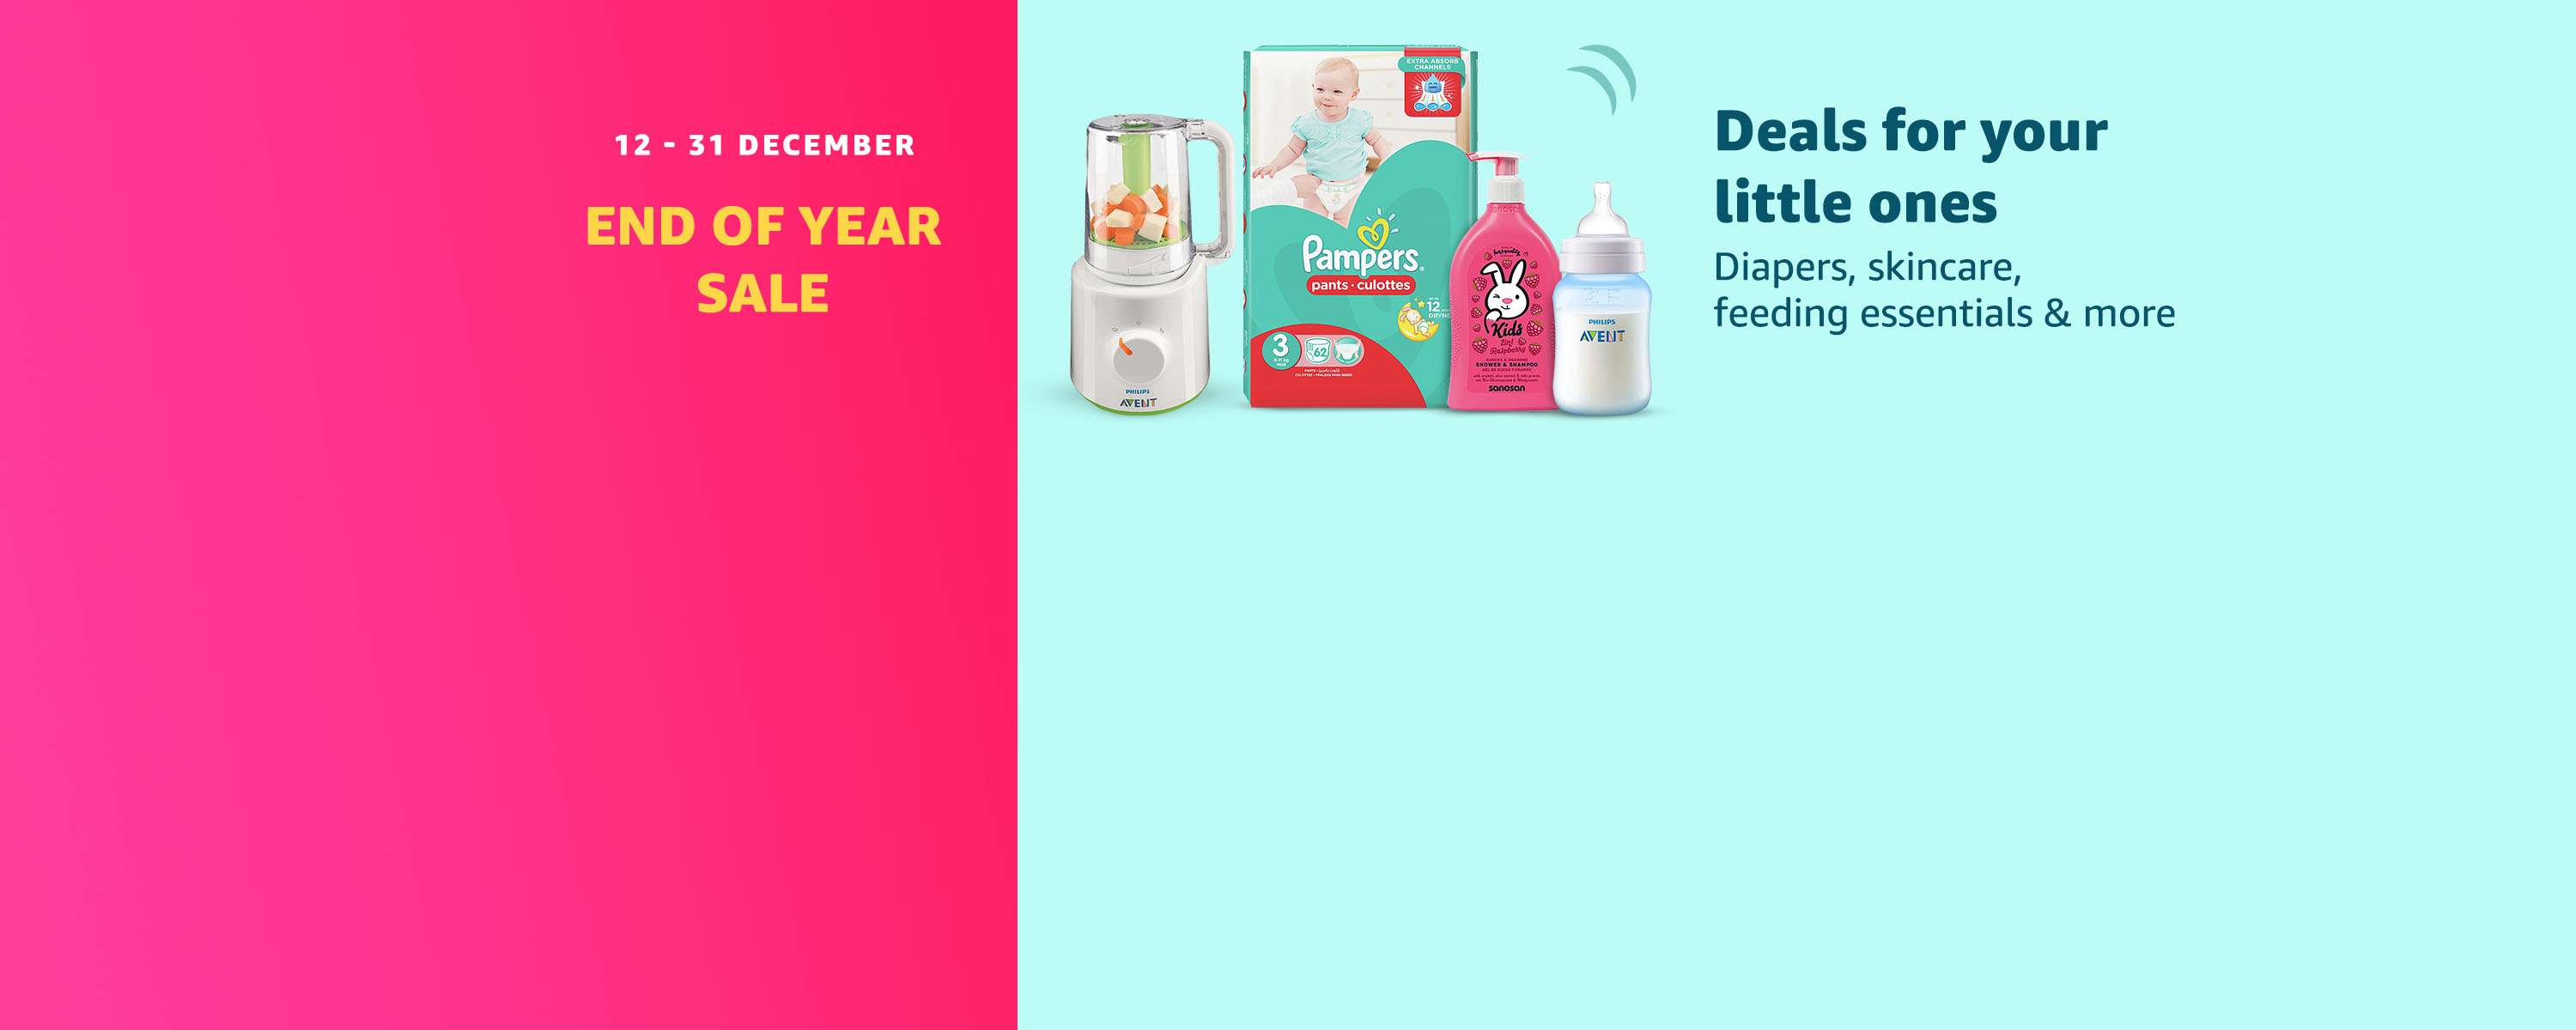 12 - 31 DECEMBER
END OF YEAR
SALE
Deals for your
little ones
Diapers, skincare,
feeding essentials & more
PHILIPS
AVENT
EXTRA ABSORB
CHANNELS
Pampers
pants · culottes
12
3
62
Kids
2in1
Raspberry
SHOWER & SHAMPOO
sanosan
PHILIPS
AVENT